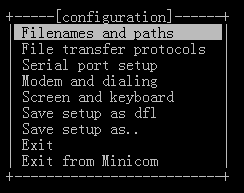 [configuration]
Filenames and paths
File transfer protocols
Serial port setup
Modem and dialing
Screen and keyboard
Save setup as dfl
Save setup as..
Exit
Exit from Minicom